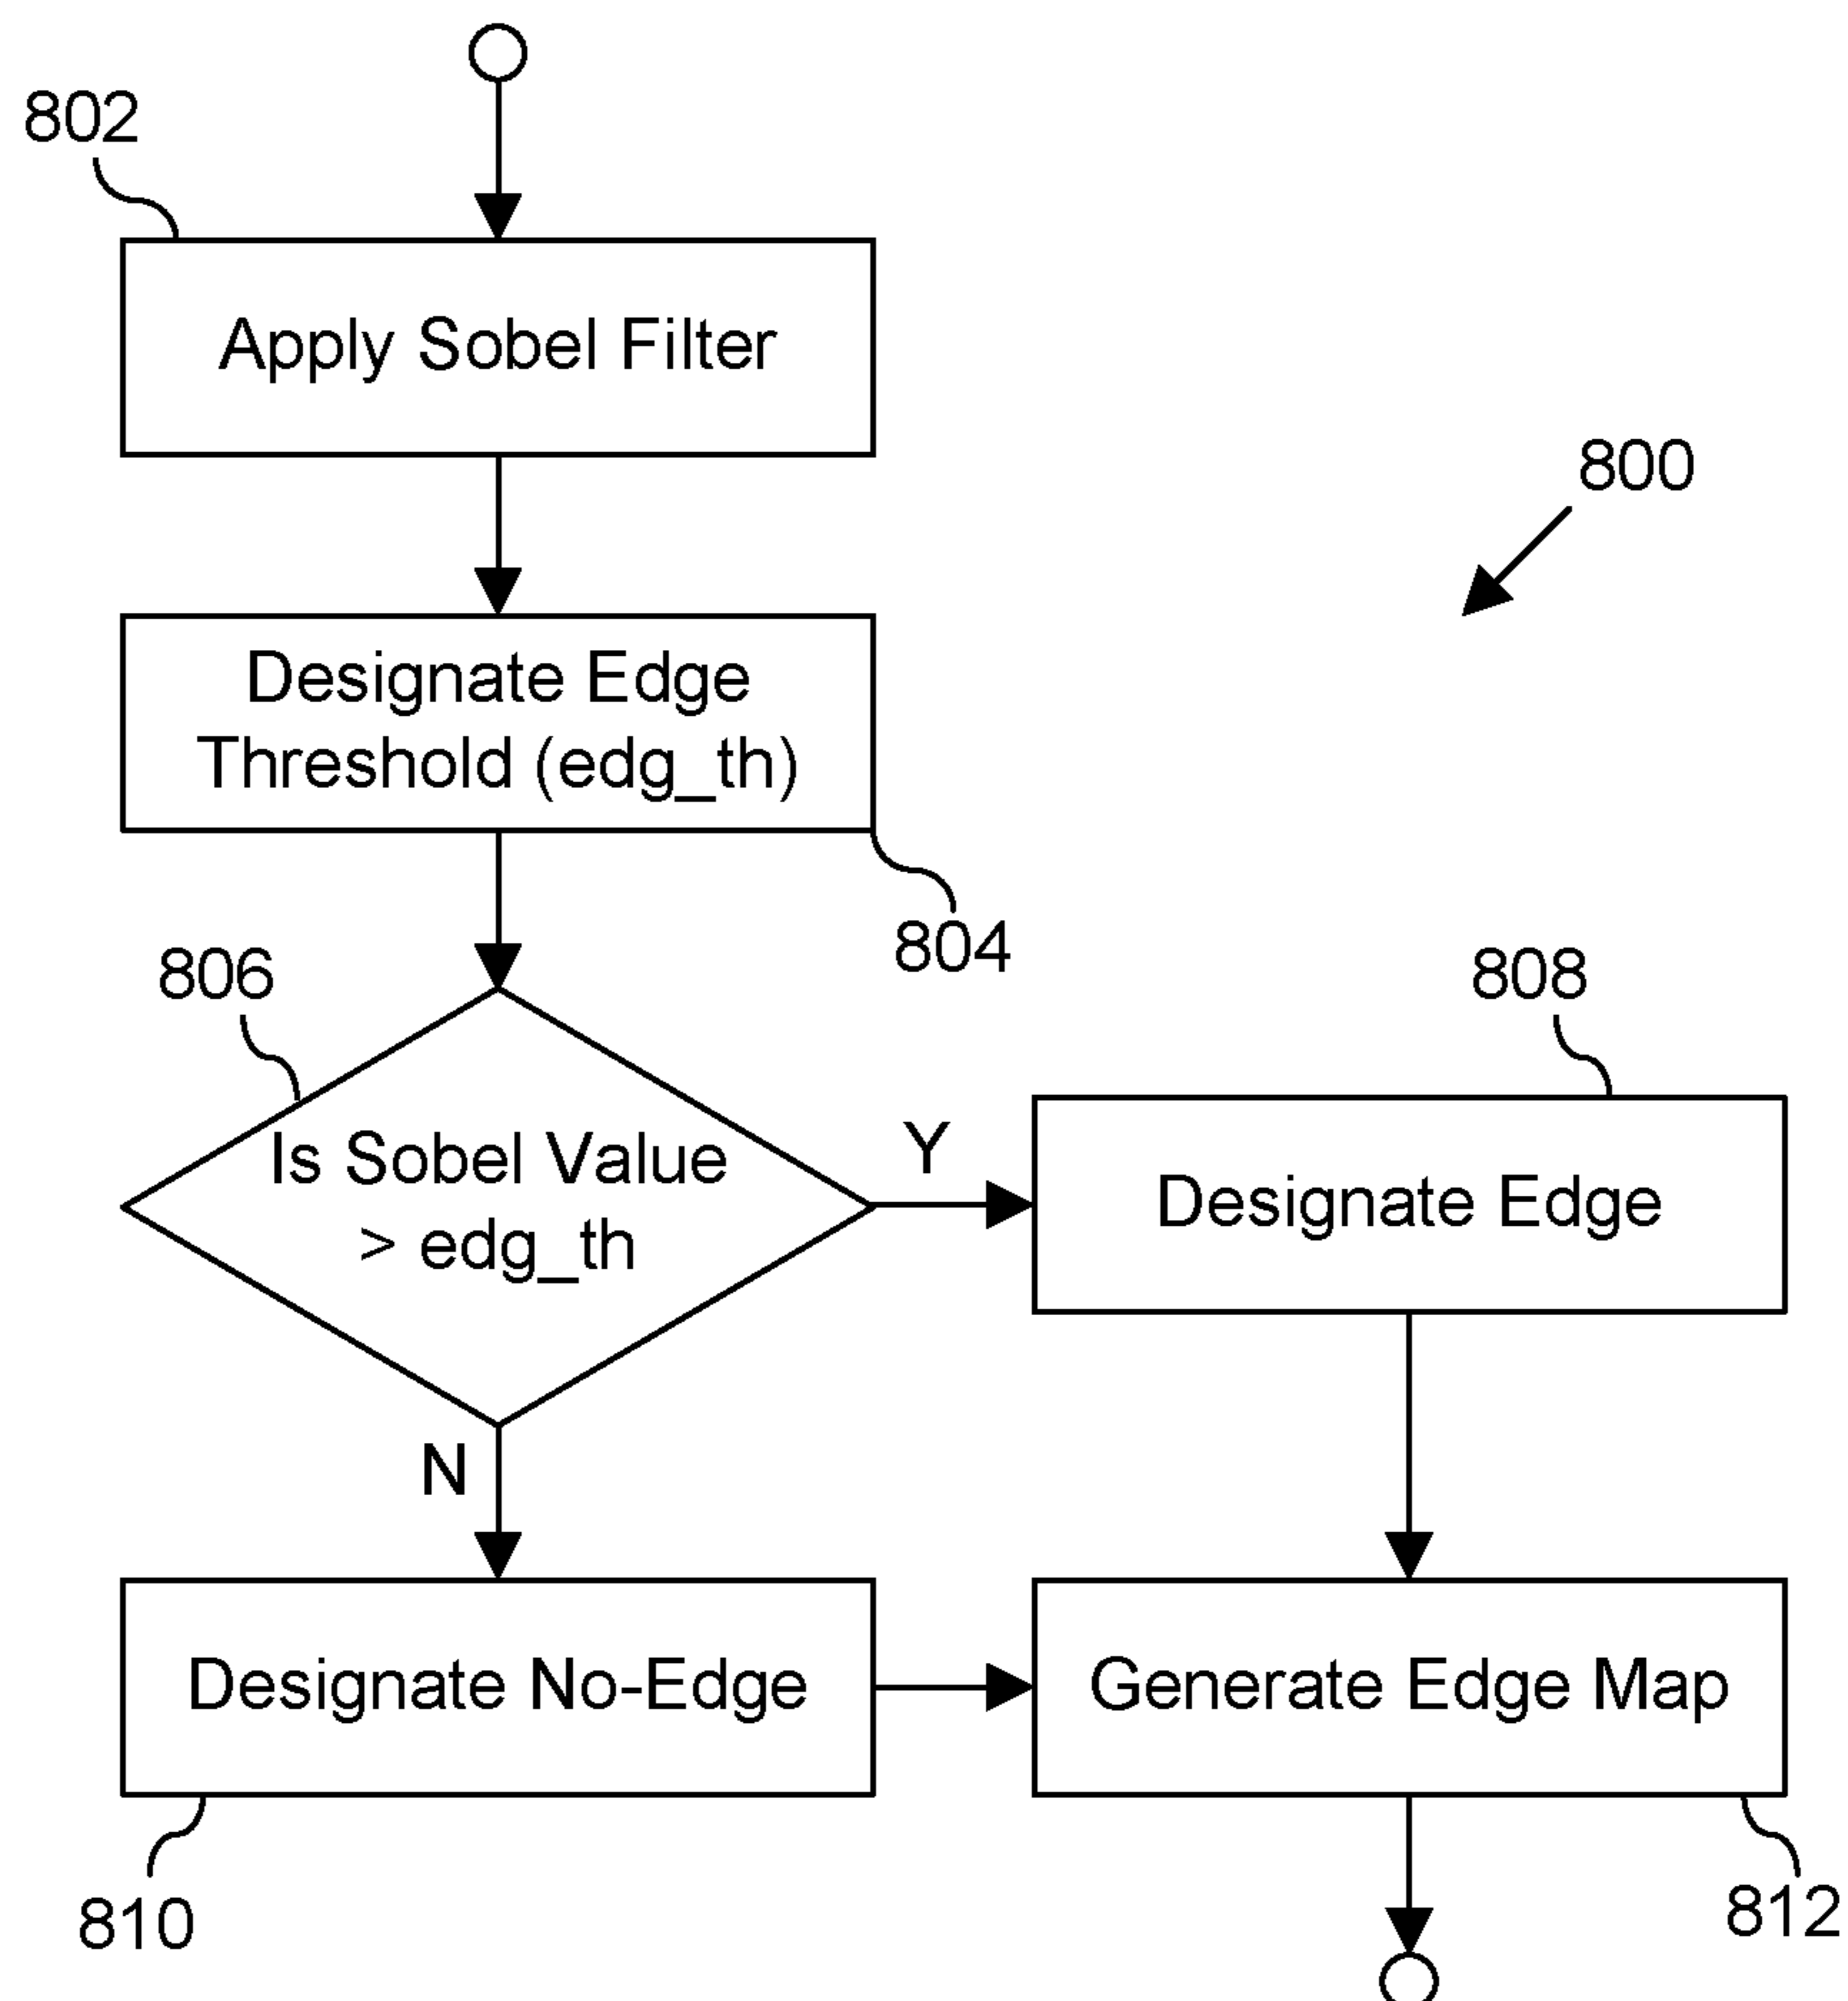 802
Apply Sobel Filter
800
Designate Edge
Threshold (edg_th)
804
806
808
Is Sobel Value
> edg_th
Y
Designate Edge
N
Designate No-Edge
Generate Edge Map
810
812